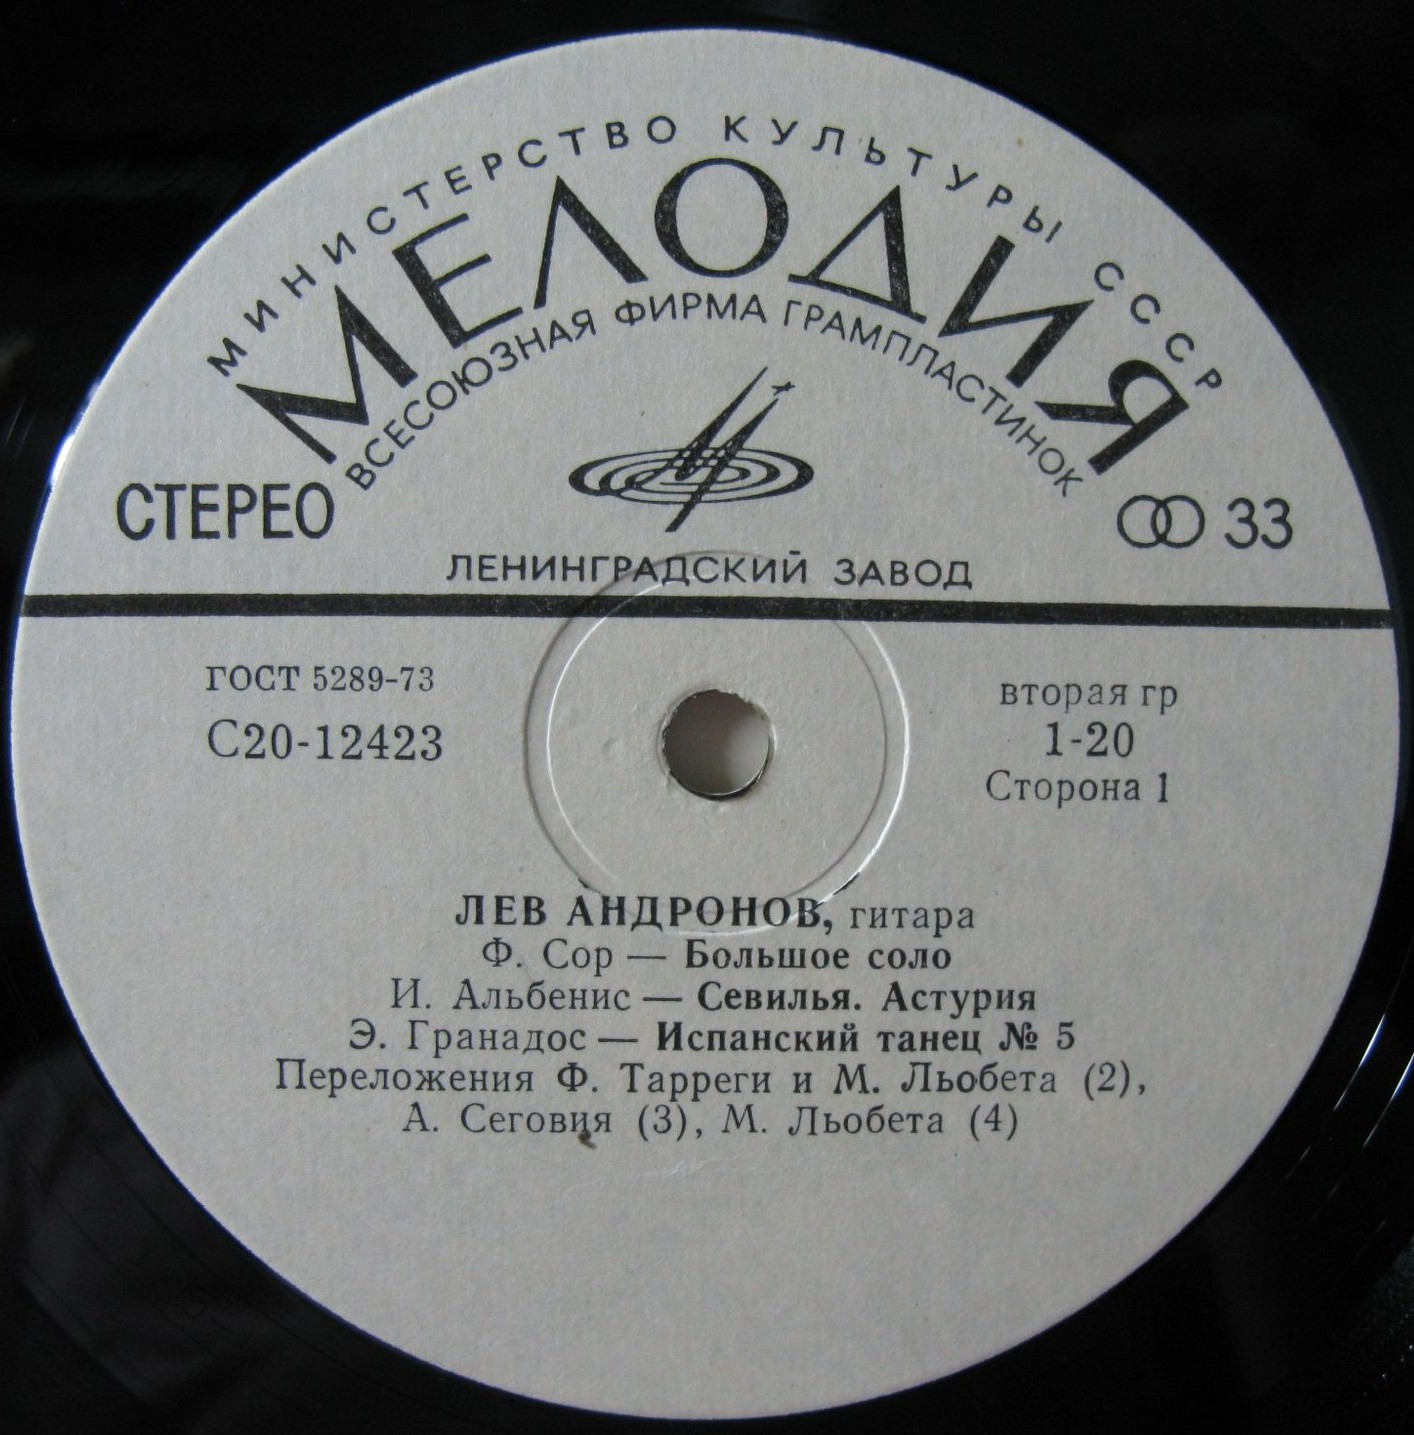 МИНИСТЕРСТВО КУЛЬТУРЫ СССР
МЕЛОДИЯ
ВСЕСОЮЗНАЯ ФИРМА ГРАМПЛАСТИНОК
СТЕРЕО
33
ЛЕНИНГРАДСКИЙ ЗАВОД
ГОСТ 5289-73
С20-12423
вторая гр
1-20
Сторона 1
ЛЕВ АНДРОНОВ, гитара
Ф. Сор — Большое соло
И. Альбенис — Севилья. Астурия
Э. Гранадос — Испанский танец № 5
Переложения Ф. Тарреги и М. Льобета (2),
А. Сеговия (3), М. Льобета (4)